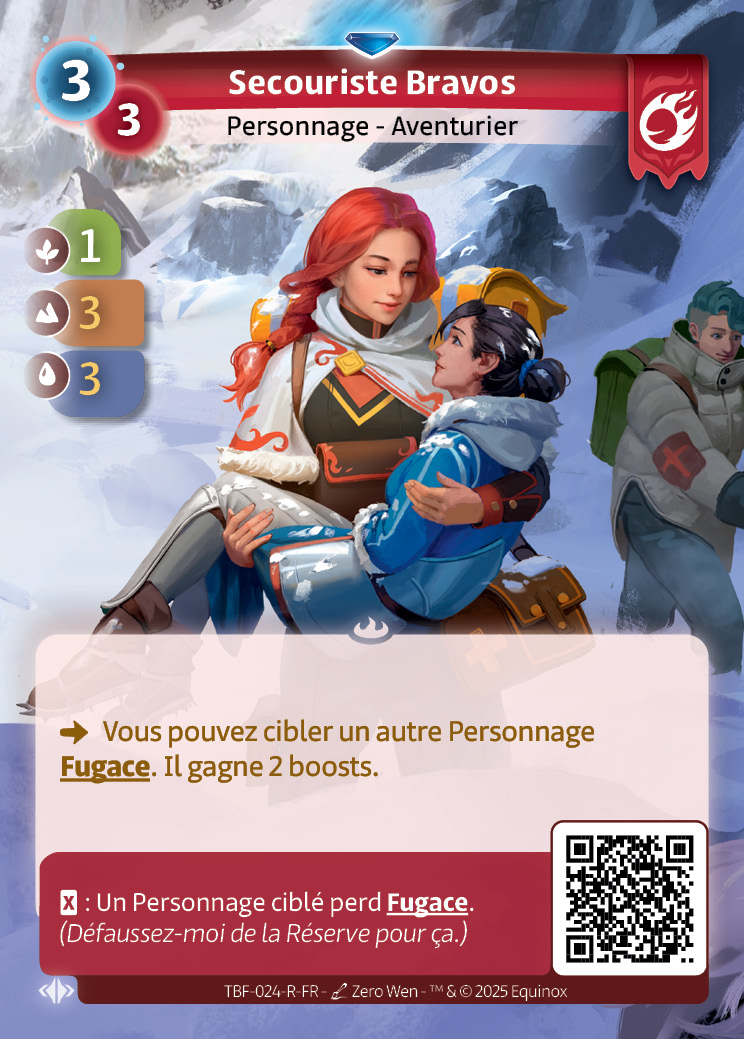 3
Secouriste Bravos
3
Personnage - Aventurier
1
3
3
Vous pouvez cibler un autre Personnage
Fugace. Il gagne 2 boosts.
X : Un Personnage ciblé perd Fugace.
(Défaussez-moi de la Réserve pour ça.)
TBF-024-R-FR - Zero Wen - ™ & © 2025 Equinox